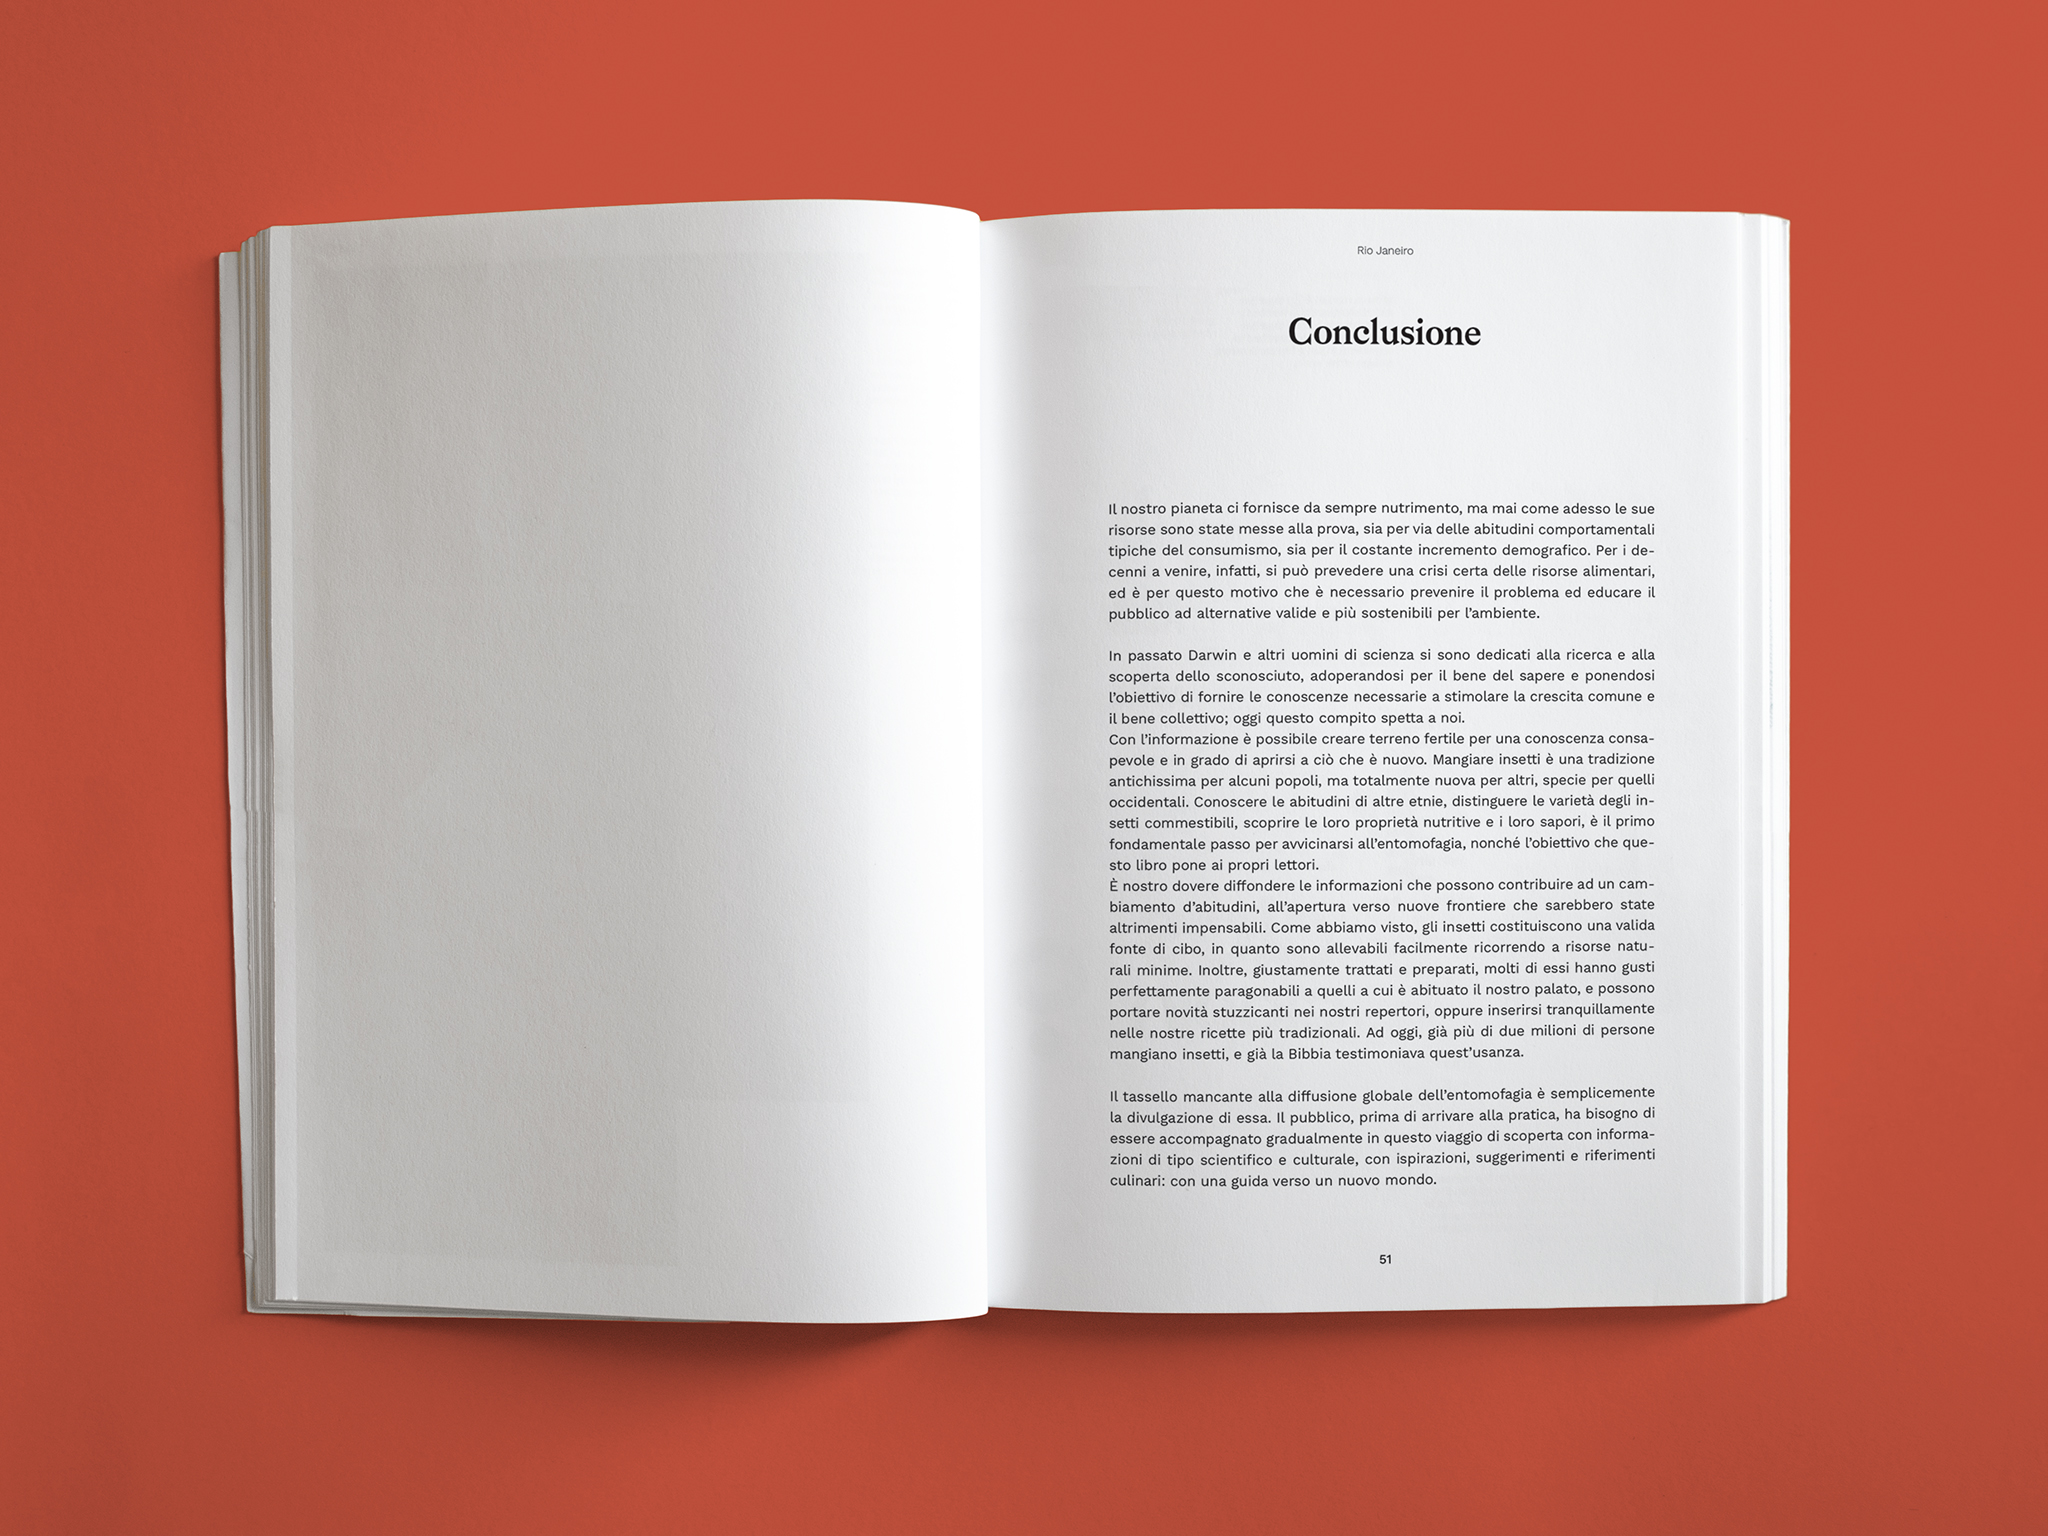 Rio Janeiro
Conclusione
Il nostro pianeta ci fornisce da sempre nutrimento, ma mai come adesso le sue
risorse sono state messe alla prova, sia per via delle abitudini comportamentali
tipiche del consumismo, sia per il costante incremento demografico. Per i de-
cenni a venire, infatti, si può prevedere una crisi certa delle risorse alimentari,
ed è per questo motivo che è necessario prevenire il problema ed educare il
pubblico ad alternative valide e più sostenibili per l’ambiente.
In passato Darwin e altri uomini di scienza si sono dedicati alla ricerca e alla
scoperta dello sconosciuto, adoperandosi per il bene del sapere e ponendosi
l’obiettivo di fornire le conoscenze necessarie a stimolare la crescita comune e
il bene collettivo; oggi questo compito spetta a noi.
Con l’informazione è possibile creare terreno fertile per una conoscenza consa-
pevole e in grado di aprirsi a ciò che è nuovo. Mangiare insetti è una tradizione
antichissima per alcuni popoli, ma totalmente nuova per altri, specie per quelli
occidentali. Conoscere le abitudini di altre etnie, distinguere le varietà degli in-
setti commestibili, scoprire le loro proprietà nutritive e i loro sapori, è il primo
fondamentale passo per avvicinarsi all’entomofagia, nonché l’obiettivo che que-
sto libro pone ai propri lettori.
È nostro dovere diffondere le informazioni che possono contribuire ad un cam-
biamento d’abitudini, all’apertura verso nuove frontiere che sarebbero state
altrimenti impensabili. Come abbiamo visto, gli insetti costituiscono una valida
fonte di cibo, in quanto sono allevabili facilmente ricorrendo a risorse natu-
rali minime. Inoltre, giustamente trattati e preparati, molti di essi hanno gusti
perfettamente paragonabili a quelli a cui è abituato il nostro palato, e possono
portare novità stuzzicanti nei nostri repertori, oppure inserirsi tranquillamente
nelle nostre ricette più tradizionali. Ad oggi, già più di due milioni di persone
mangiano insetti, e già la Bibbia testimoniava quest’usanza.
Il tassello mancante alla diffusione globale dell’entomofagia è semplicemente
la divulgazione di essa. Il pubblico, prima di arrivare alla pratica, ha bisogno di
essere accompagnato gradualmente in questo viaggio di scoperta con informa-
zioni di tipo scientifico e culturale, con ispirazioni, suggerimenti e riferimenti
culinari: con una guida verso un nuovo mondo.
51